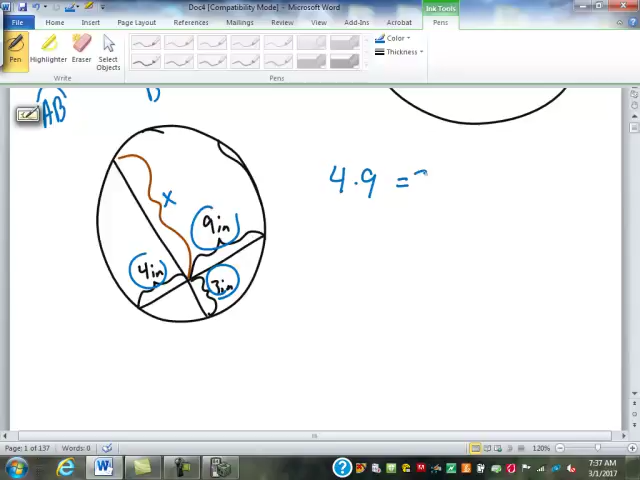 Doc4 [Compatibility Mode] - Microsoft Word
Ink Tools
File Home Insert Page Layout References Mailings Review View Add-Ins Acrobat Pens
Pen Highlighter Eraser Select Objects
Color
Thickness
Write
Pens
AB
x
9in
4in
3in
4.9 =
Page: 1 of 137 Words: 0
120%
7:37 AM
3/1/2017